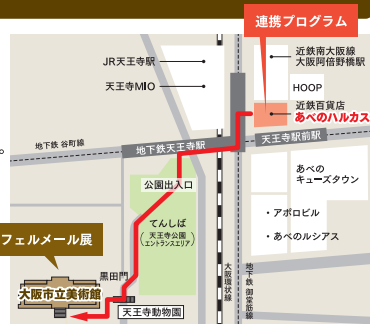 連携プログラム
JR天王寺駅
天王寺MIO
近鉄南大阪線
大阪阿部野橋駅
HOOP
近鉄百貨店
あべのハルカス
地下鉄 谷町線
地下鉄天王寺駅
天王寺駅前駅
公園出入口
あべの
キューズタウン
てんしば
天王寺公園
エントランスエリア
・アポロビル
・あべのルシアス
フェルメール展
黒田門
大阪市立美術館
天王寺動物園
大阪環状線
地下鉄 御堂筋線